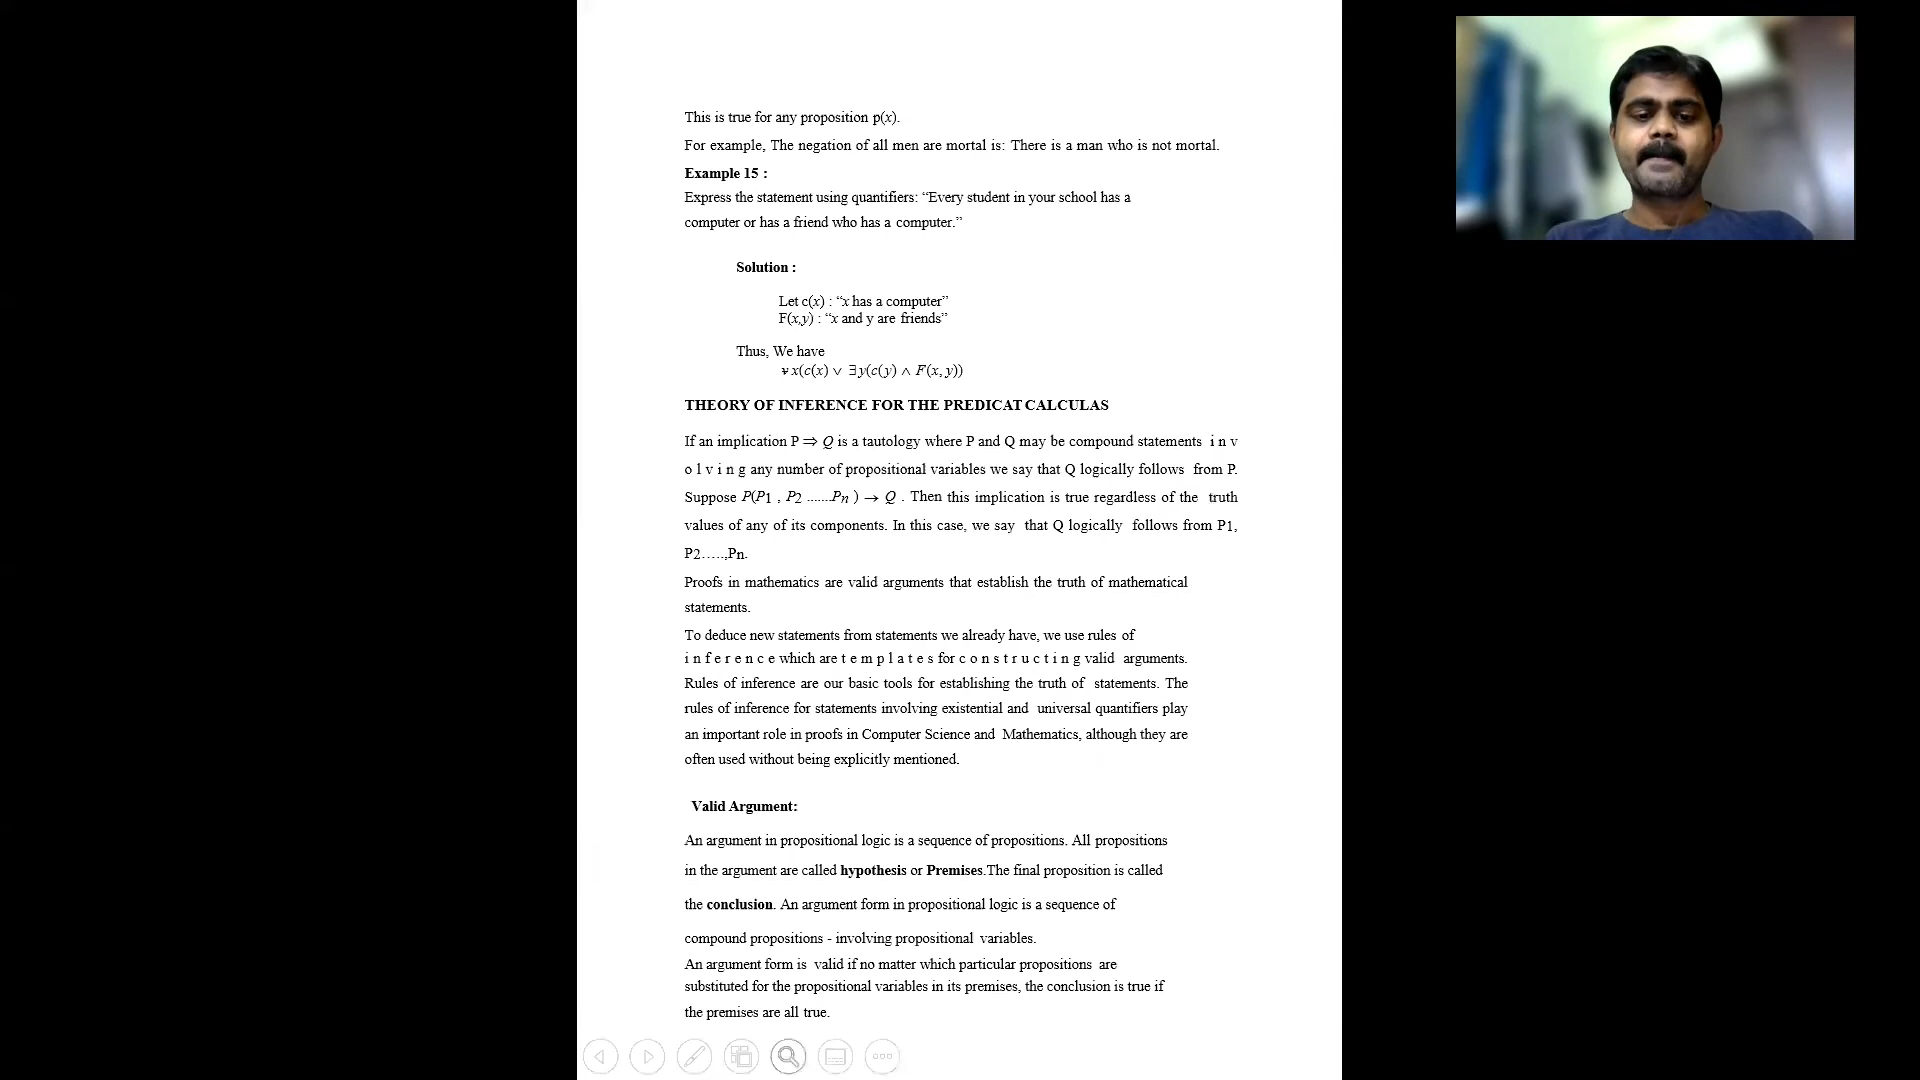 This is true for any proposition p(x).
For example, The negation of all men are mortal is: There is a man who is not mortal.
Example 15 :
Express the statement using quantifiers: “Every student in your school has a
computer or has a friend who has a computer.”
Solution :
Let c(x) : “x has a computer”
F(x,y) : “x and y are friends”
Thus, We have
∀ x(c(x) ∨ ∃ y(c(y) ∧ F(x, y))
THEORY OF INFERENCE FOR THE PREDICAT CALCULAS
If an implication P ⇒ Q is a tautology where P and Q may be compound statements i n v
o l v i n g any number of propositional variables we say that Q logically follows from P.
Suppose P(P1 , P2 .......Pn ) → Q . Then this implication is true regardless of the truth
values of any of its components. In this case, we say that Q logically follows from P1,
P2…..,Pn.
Proofs in mathematics are valid arguments that establish the truth of mathematical
statements.
To deduce new statements from statements we already have, we use rules of
i n f e r e n c e which are t e m p l a t e s for c o n s t r u c t i n g valid arguments.
Rules of inference are our basic tools for establishing the truth of statements. The
rules of inference for statements involving existential and universal quantifiers play
an important role in proofs in Computer Science and Mathematics, although they are
often used without being explicitly mentioned.
Valid Argument:
An argument in propositional logic is a sequence of propositions. All propositions
in the argument are called hypothesis or Premises.The final proposition is called
the conclusion. An argument form in propositional logic is a sequence of
compound propositions - involving propositional variables.
An argument form is valid if no matter which particular propositions are
substituted for the propositional variables in its premises, the conclusion is true if
the premises are all true.